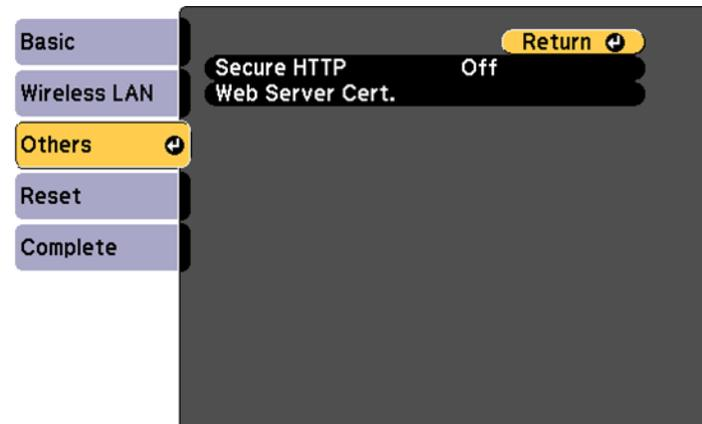 Basic
Wireless LAN
Others
Reset
Complete
Return
Secure HTTP Off
Web Server Cert.